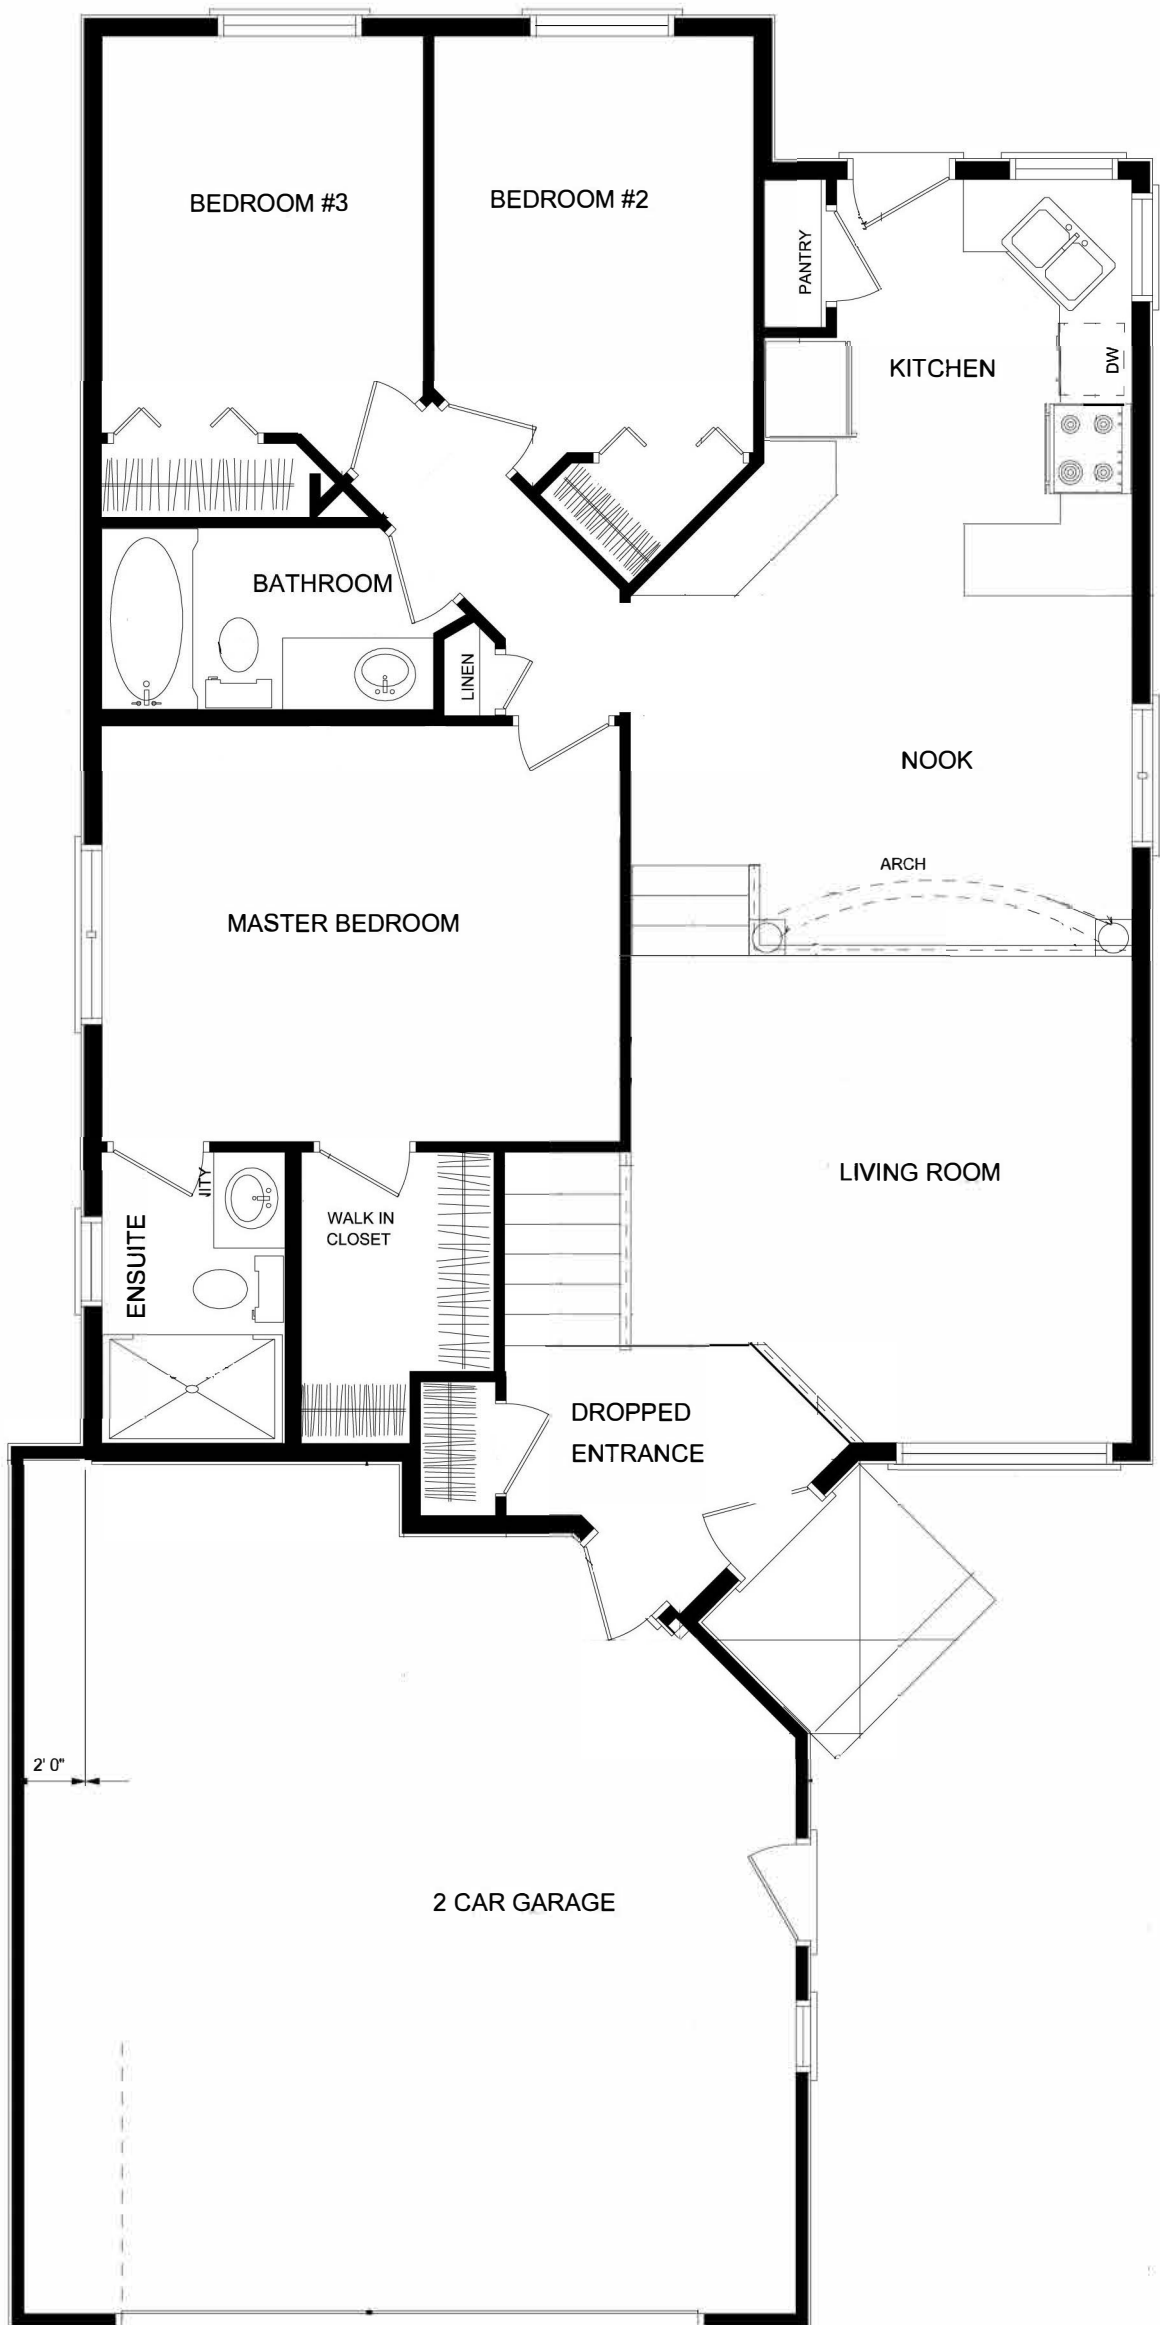 BEDROOM #3
BEDROOM #2
PANTRY
KITCHEN
DW
BATHROOM
LINEN
NOOK
ARCH
MASTER BEDROOM
LIVING ROOM
NITY
ENSUITE
WALK IN
CLOSET
DROPPED
ENTRANCE
2' 0"
2 CAR GARAGE